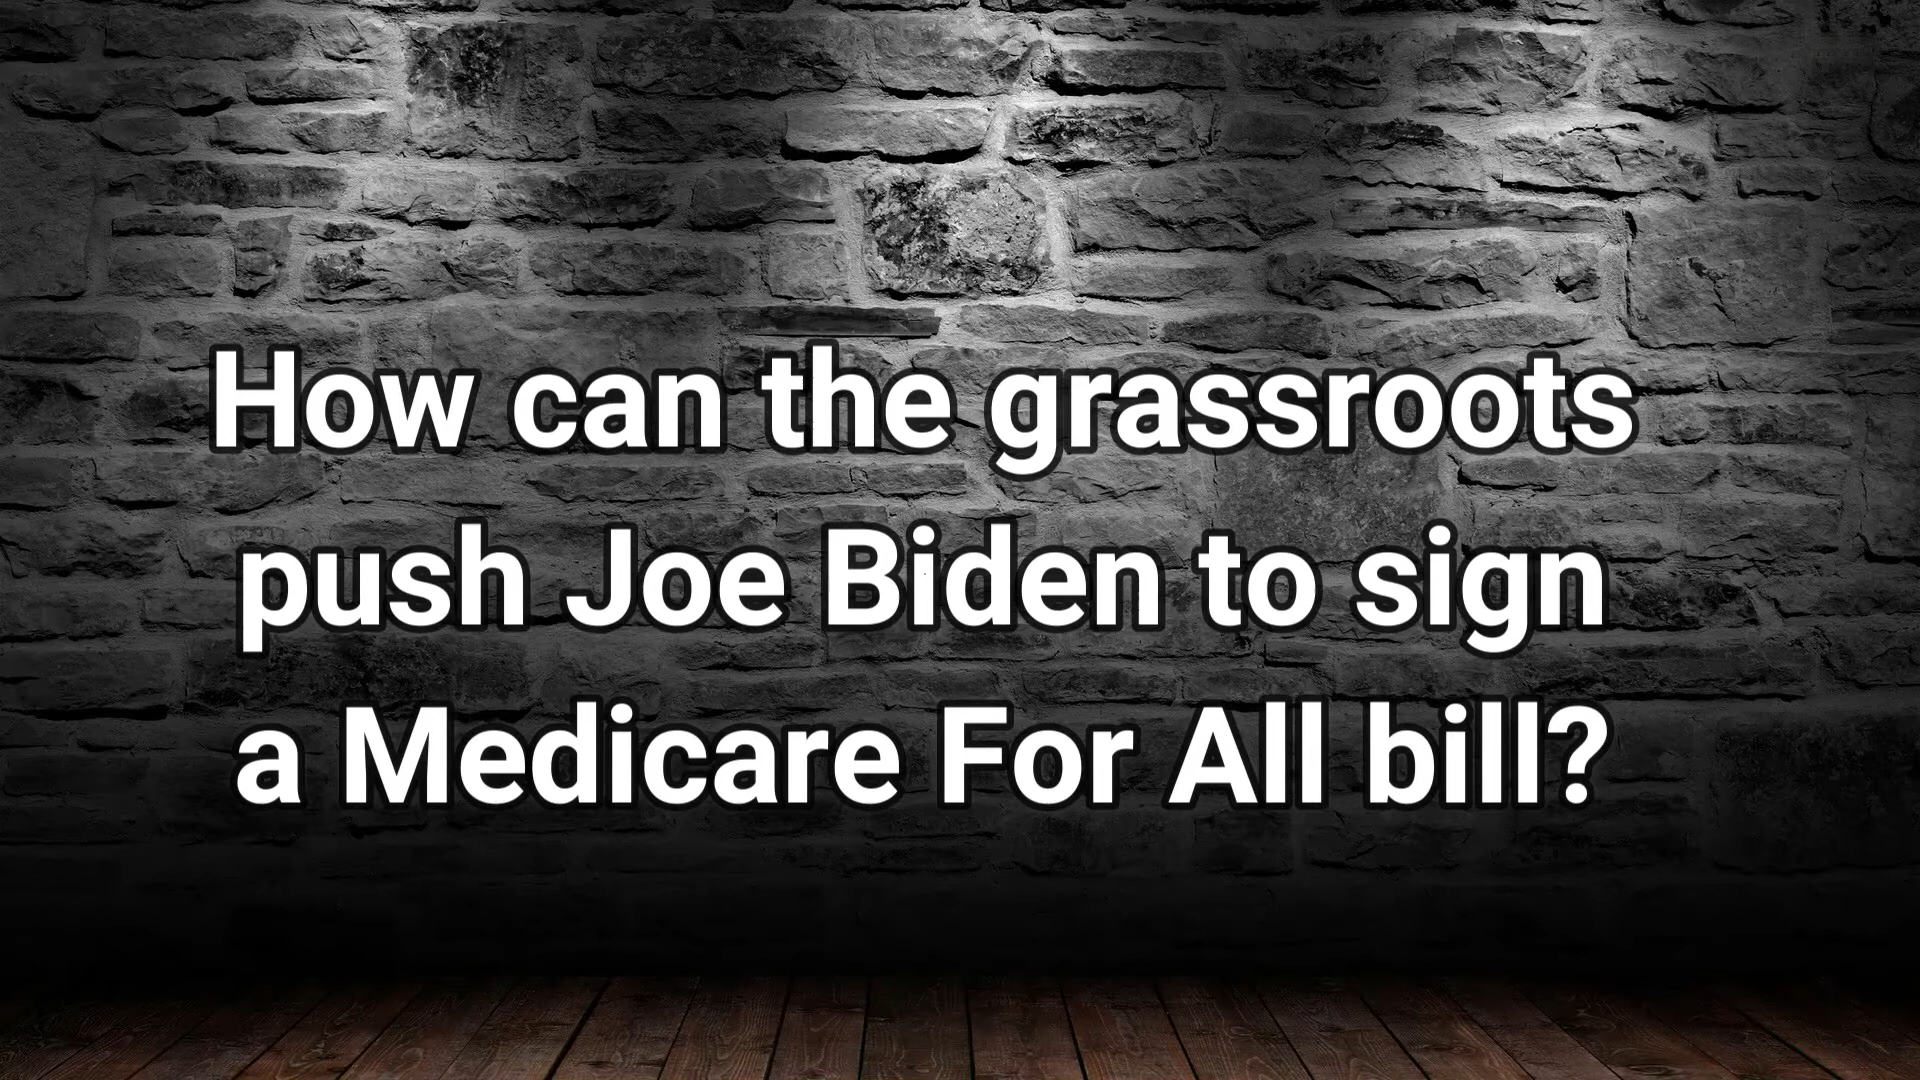 How can the grassroots
push Joe Biden to sign
a Medicare For All bill?